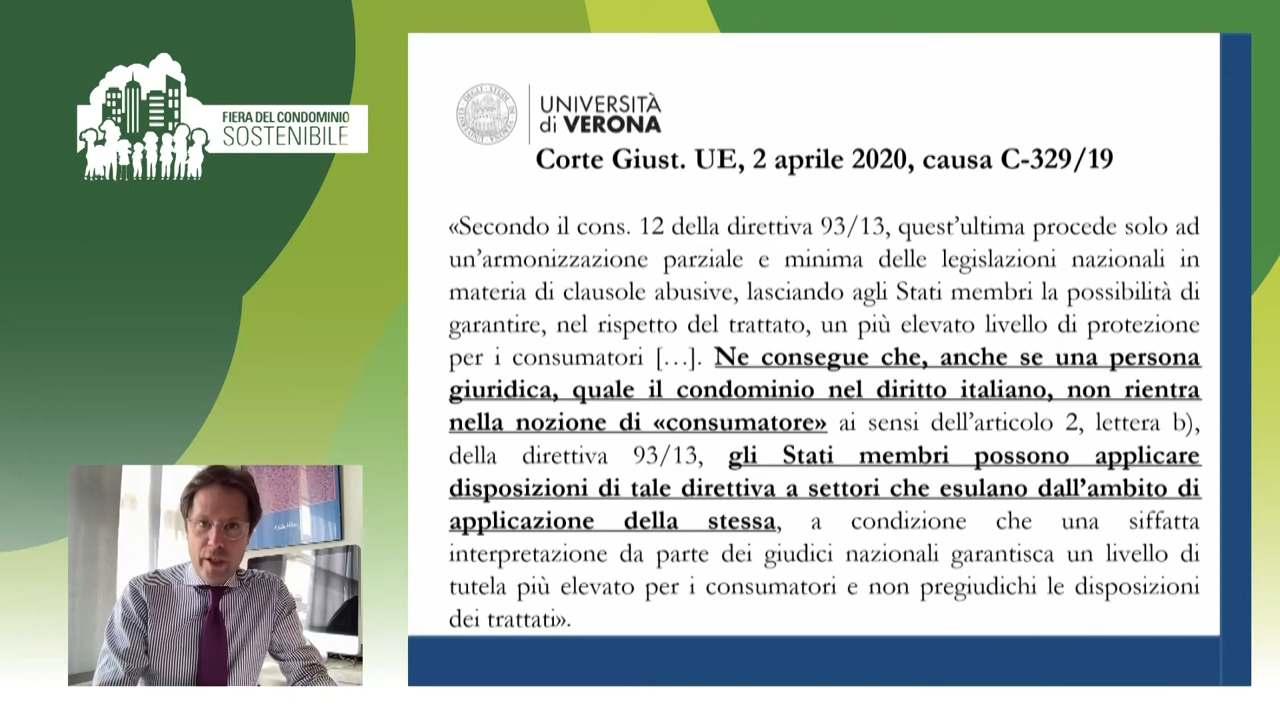 FIERA DEL CONDOMINIO
SOSTENIBILE
UNIVERSITÀ
di VERONA
Corte Giust. UE, 2 aprile 2020, causa C-329/19
«Secondo il cons. 12 della direttiva 93/13, quest'ultima procede solo ad
un'armonizzazione parziale e minima delle legislazioni nazionali in
materia di clausole abusive, lasciando agli Stati membri la possibilità di
garantire, nel rispetto del trattato, un più elevato livello di protezione
per i consumatori […]. Ne consegue che, anche se una persona
giuridica, quale il condominio nel diritto italiano, non rientra
nella nozione di «consumatore» ai sensi dell'articolo 2, lettera b),
della direttiva 93/13, gli Stati membri possono applicare
disposizioni di tale direttiva a settori che esulano dall'ambito di
applicazione della stessa, a condizione che una siffatta
interpretazione da parte dei giudici nazionali garantisca un livello di
tutela più elevato per i consumatori e non pregiudichi le disposizioni
dei trattati».